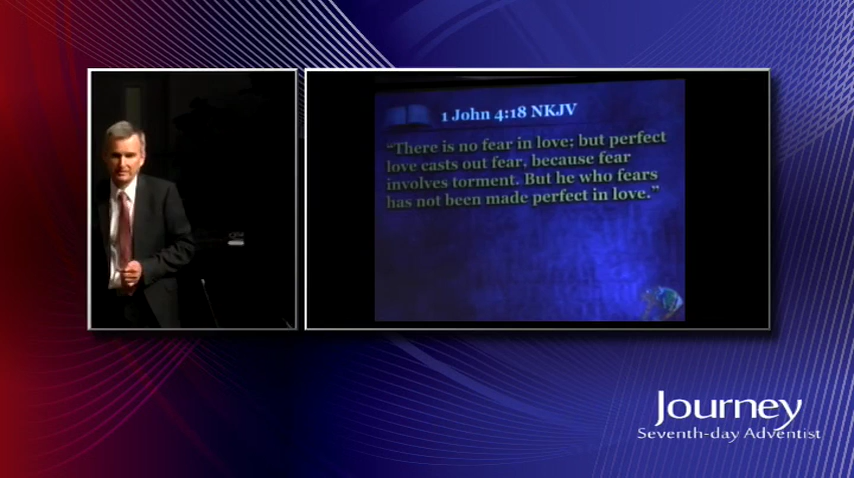 1 John 4:18 NKJV
“There is no fear in love; but perfect
love casts out fear, because fear
involves torment. But he who fears
has not been made perfect in love.”
Journey
Seventh-day Adventist